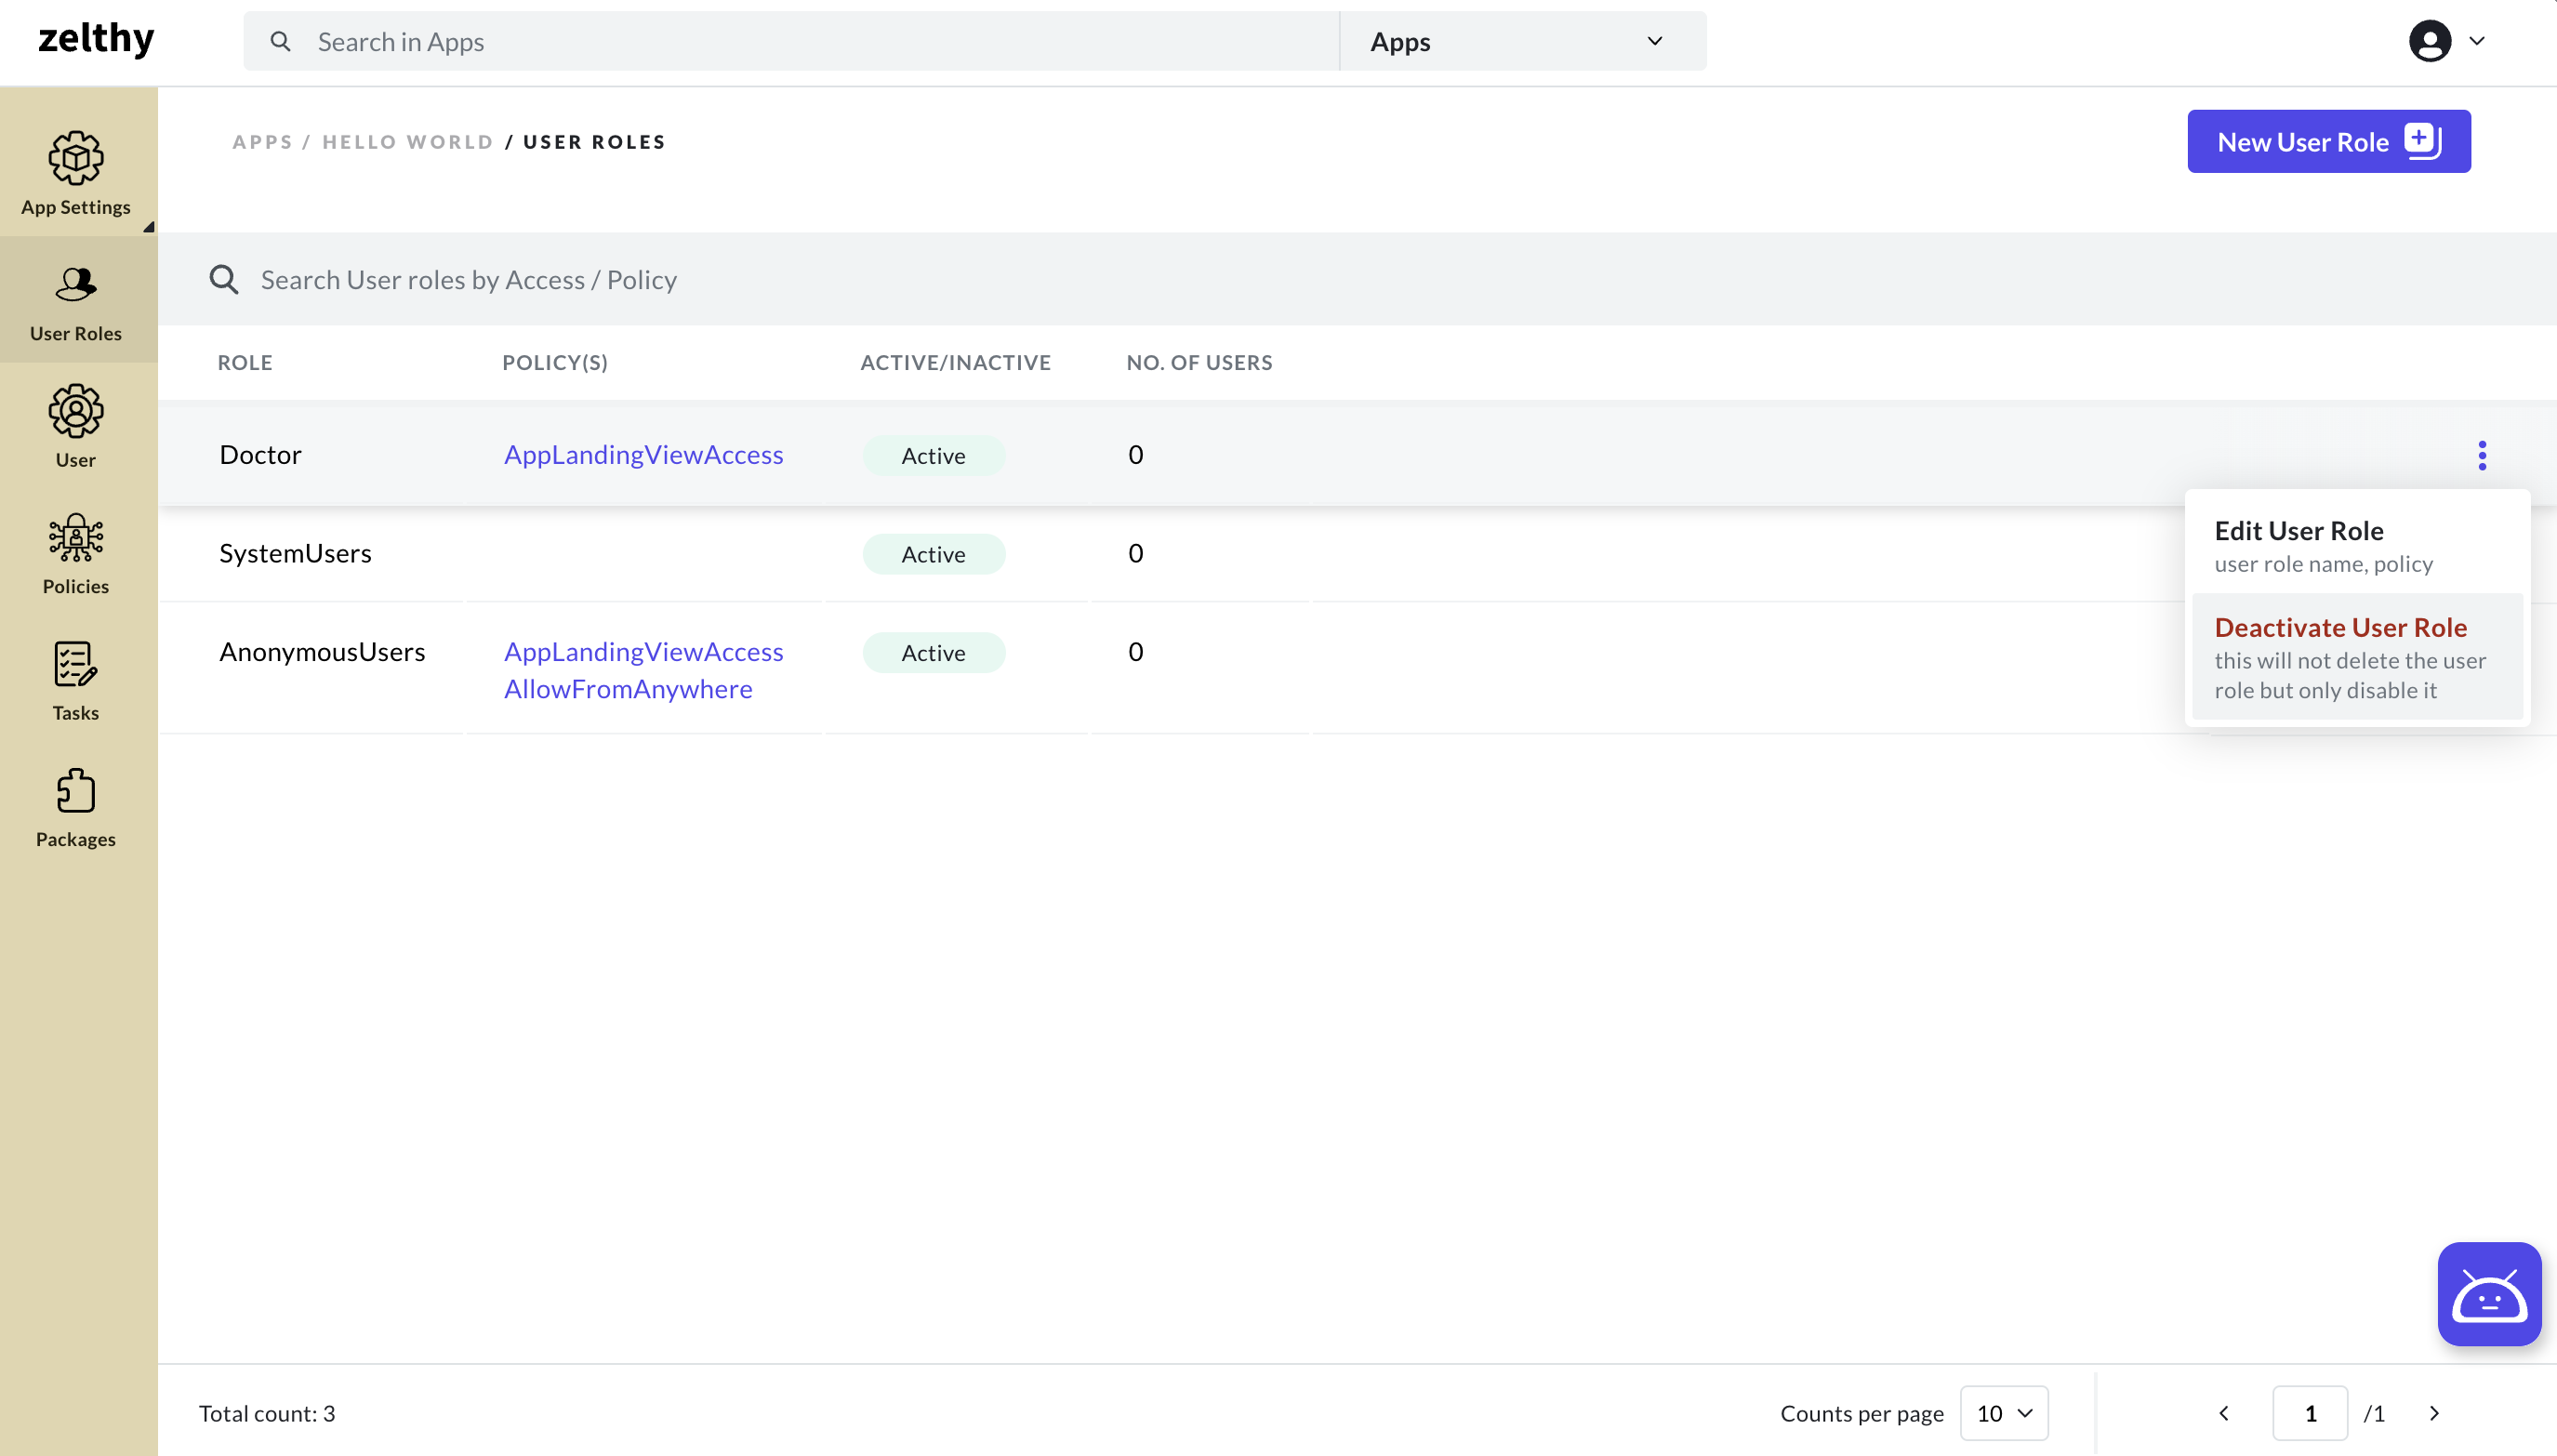 zelthy
Search in Apps
Apps
App Settings
User Roles
User
Policies
Tasks
Packages
APPS / HELLO WORLD / USER ROLES
New User Role
Search User roles by Access / Policy
ROLE POLICY(S) ACTIVE/INACTIVE NO. OF USERS
Doctor AppLandingViewAccess Active 0
SystemUsers Active 0
AnonymousUsers AppLandingViewAccess Active 0
AllowFromAnywhere
Edit User Role
user role name, policy
Deactivate User Role
this will not delete the user
role but only disable it
Total count: 3
Counts per page 10
1 /1